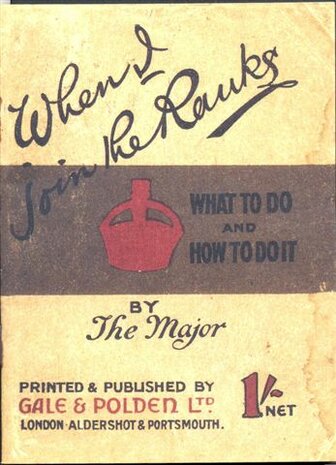 When I
join the Ranks
WHAT TO DO
AND
HOW TO DO IT
BY
The Major
PRINTED & PUBLISHED BY
GALE & POLDEN LTD
LONDON·ALDERSHOT & PORTSMOUTH.
1/- NET